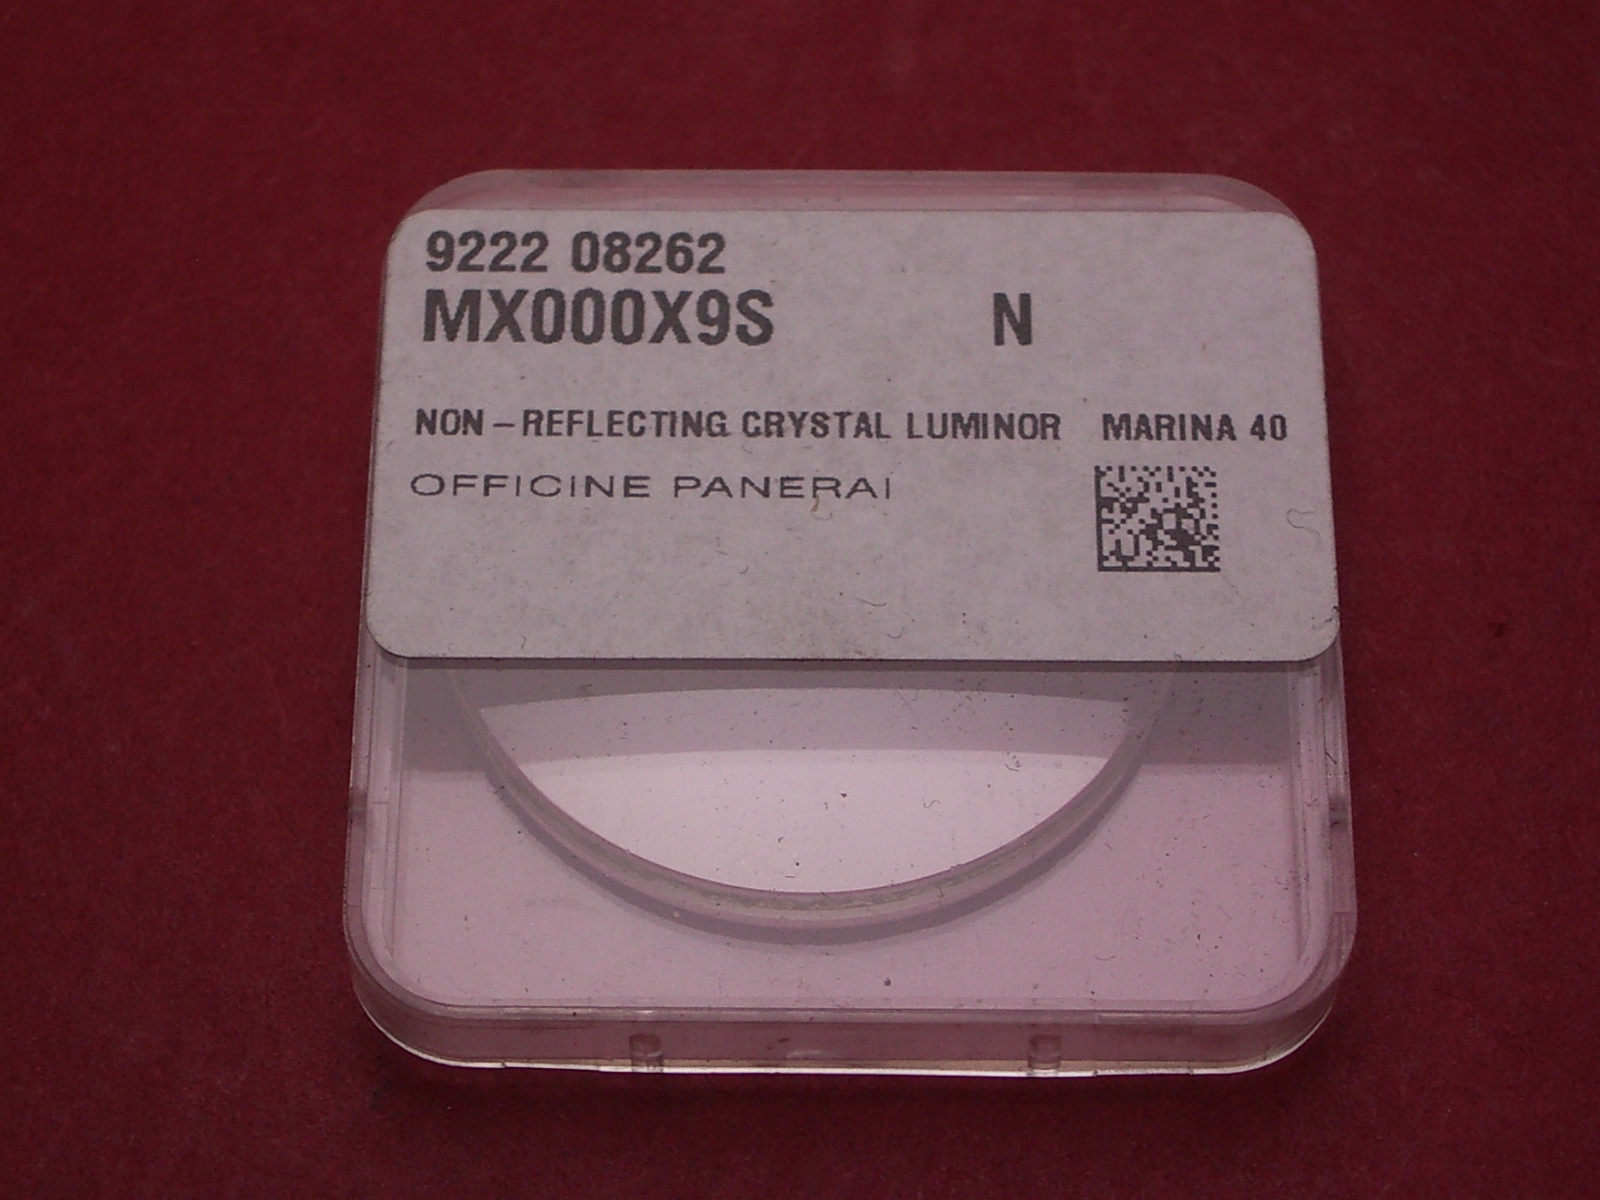 9222 08262
MX000X9S N
NON-REFLECTING CRYSTAL LUMINOR MARINA 40
OFFICINE PANERAI